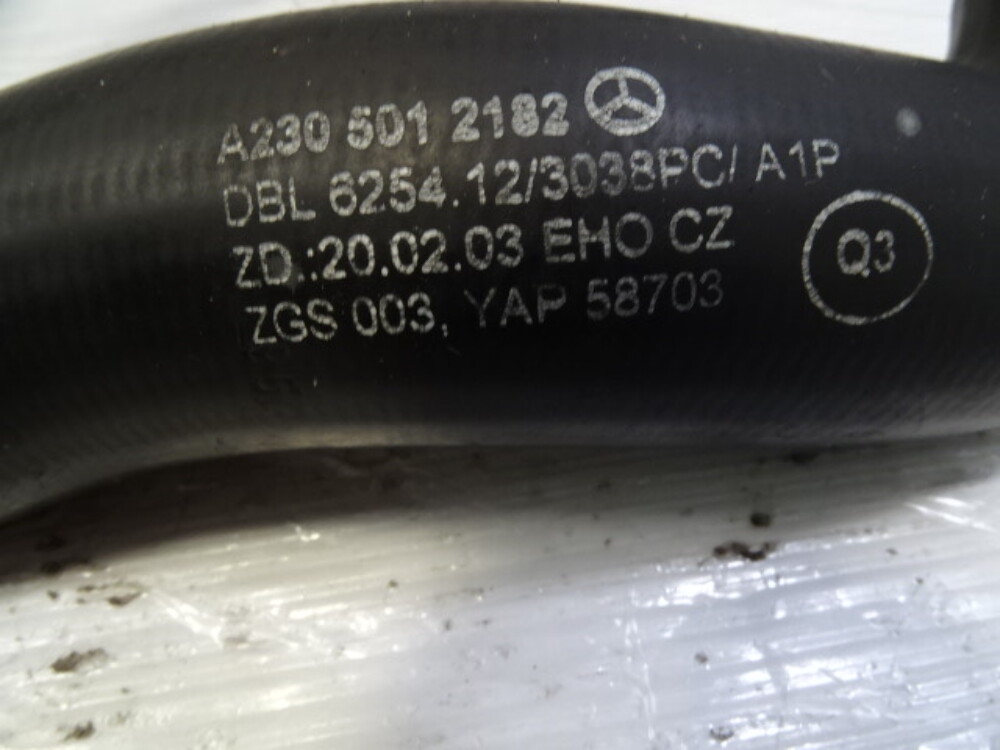 A230 501 2182
DBL 6254.12/3038PC/ A1P
ZD.:20.02.03 EHO CZ
ZGS 003, YAP 58703
Q3